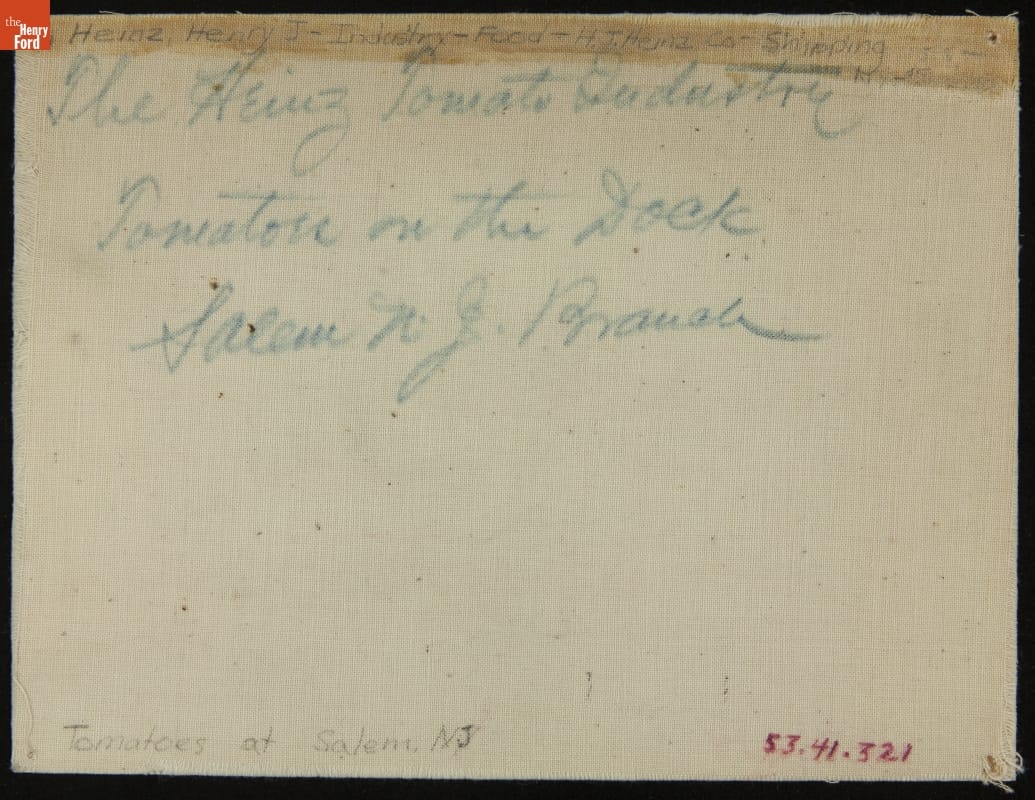 the
Henry
Ford
Heinz, Henry J - Industry - Food - H.J. Heinz Co - Shipping
The Heinz Tomato Industry
Tomatoes on the Dock
Salem N. J. Branch
Tomatoes at Salem, NJ
53.41.321